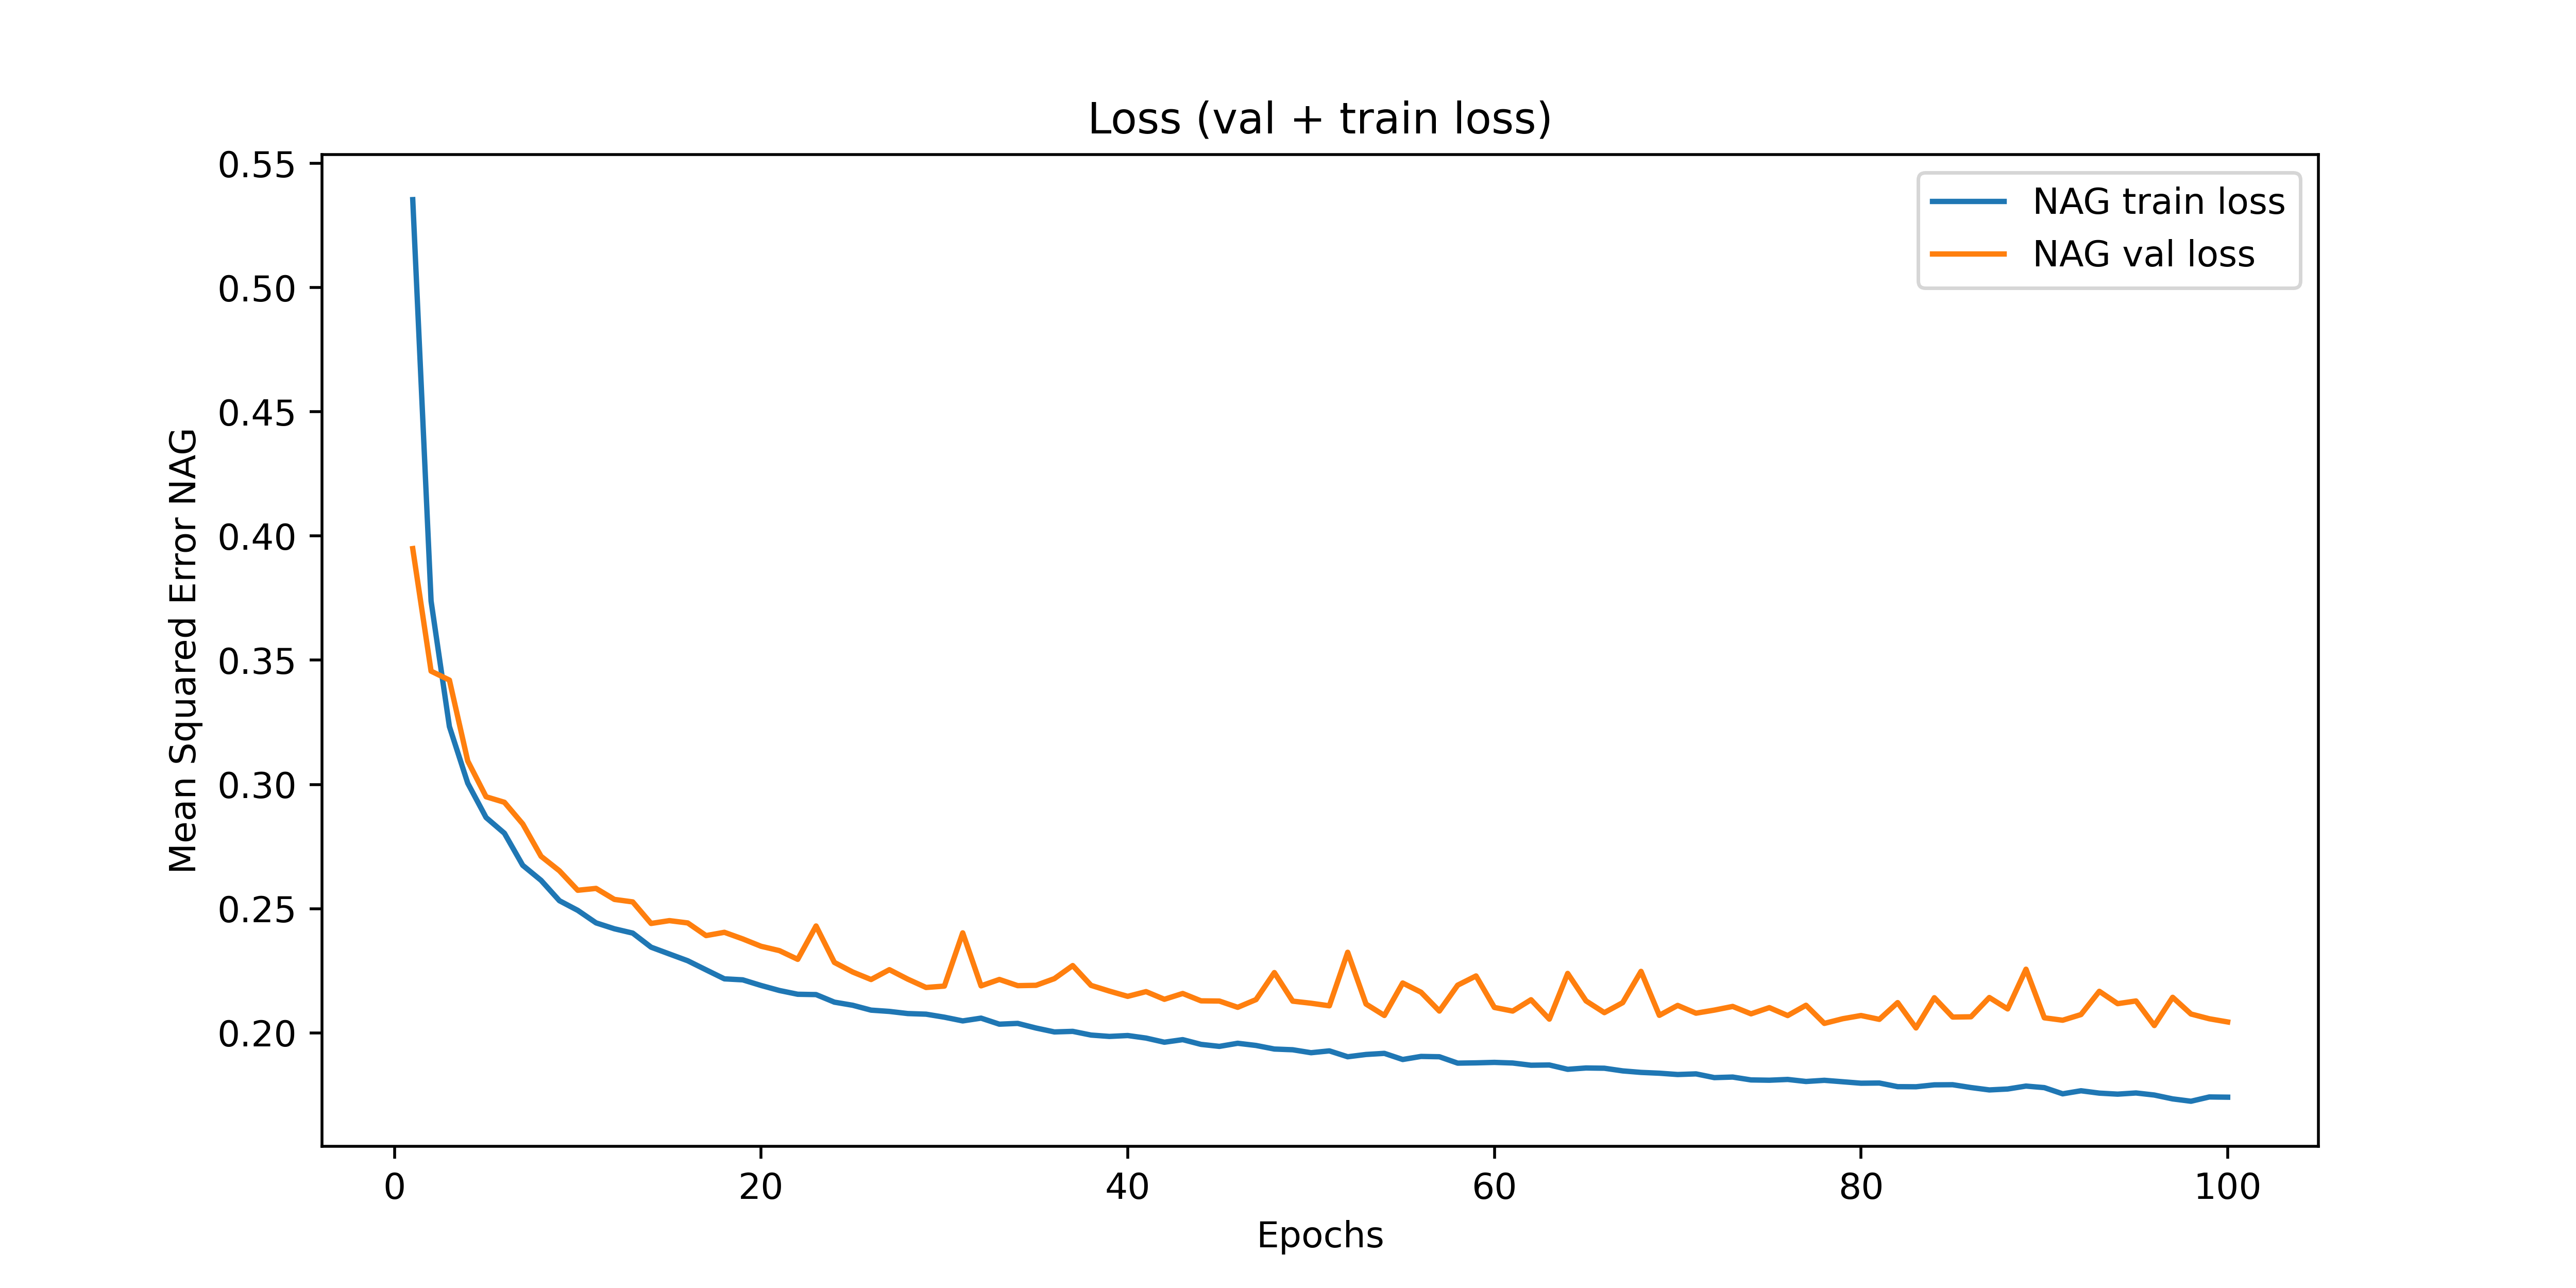 Loss (val + train loss)
NAG train loss
NAG val loss
Mean Squared Error NAG
0.55
0.50
0.45
0.40
0.35
0.30
0.25
0.20
0 20 40 60 80 100
Epochs